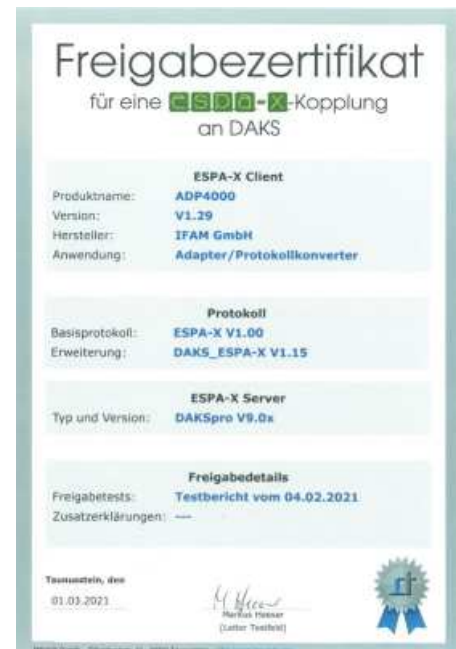 Freigabezertifikat
für eine espa-x-Kopplung
an DAKS
ESPA-X Client
Produktname: ADP4000
Version: V1.29
Hersteller: IFAM GmbH
Anwendung: Adapter/Protokollkonverter
Protokoll
Basisprotokoll: ESPA-X V1.00
Erweiterung: DAKS_ESPA-X V1.15
ESPA-X Server
Typ und Version: DAKSpro V9.0x
Freigabedetails
Freigabetests: Testbericht vom 04.02.2021
Zusatzerklärungen: ---
Taunusstein, den
01.03.2021
Markus Heeser
(Leiter Testfeld)